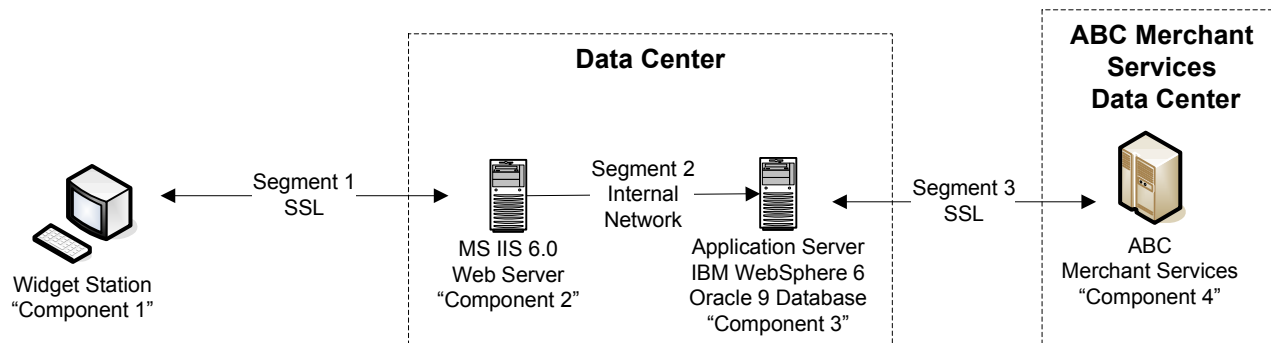 Data Center
ABC Merchant
Services
Data Center
Segment 1
SSL
Segment 2
Internal
Network
Segment 3
SSL
Widget Station
“Component 1”
MS IIS 6.0
Web Server
“Component 2”
Application Server
IBM WebSphere 6
Oracle 9 Database
“Component 3”
ABC
Merchant Services
“Component 4”